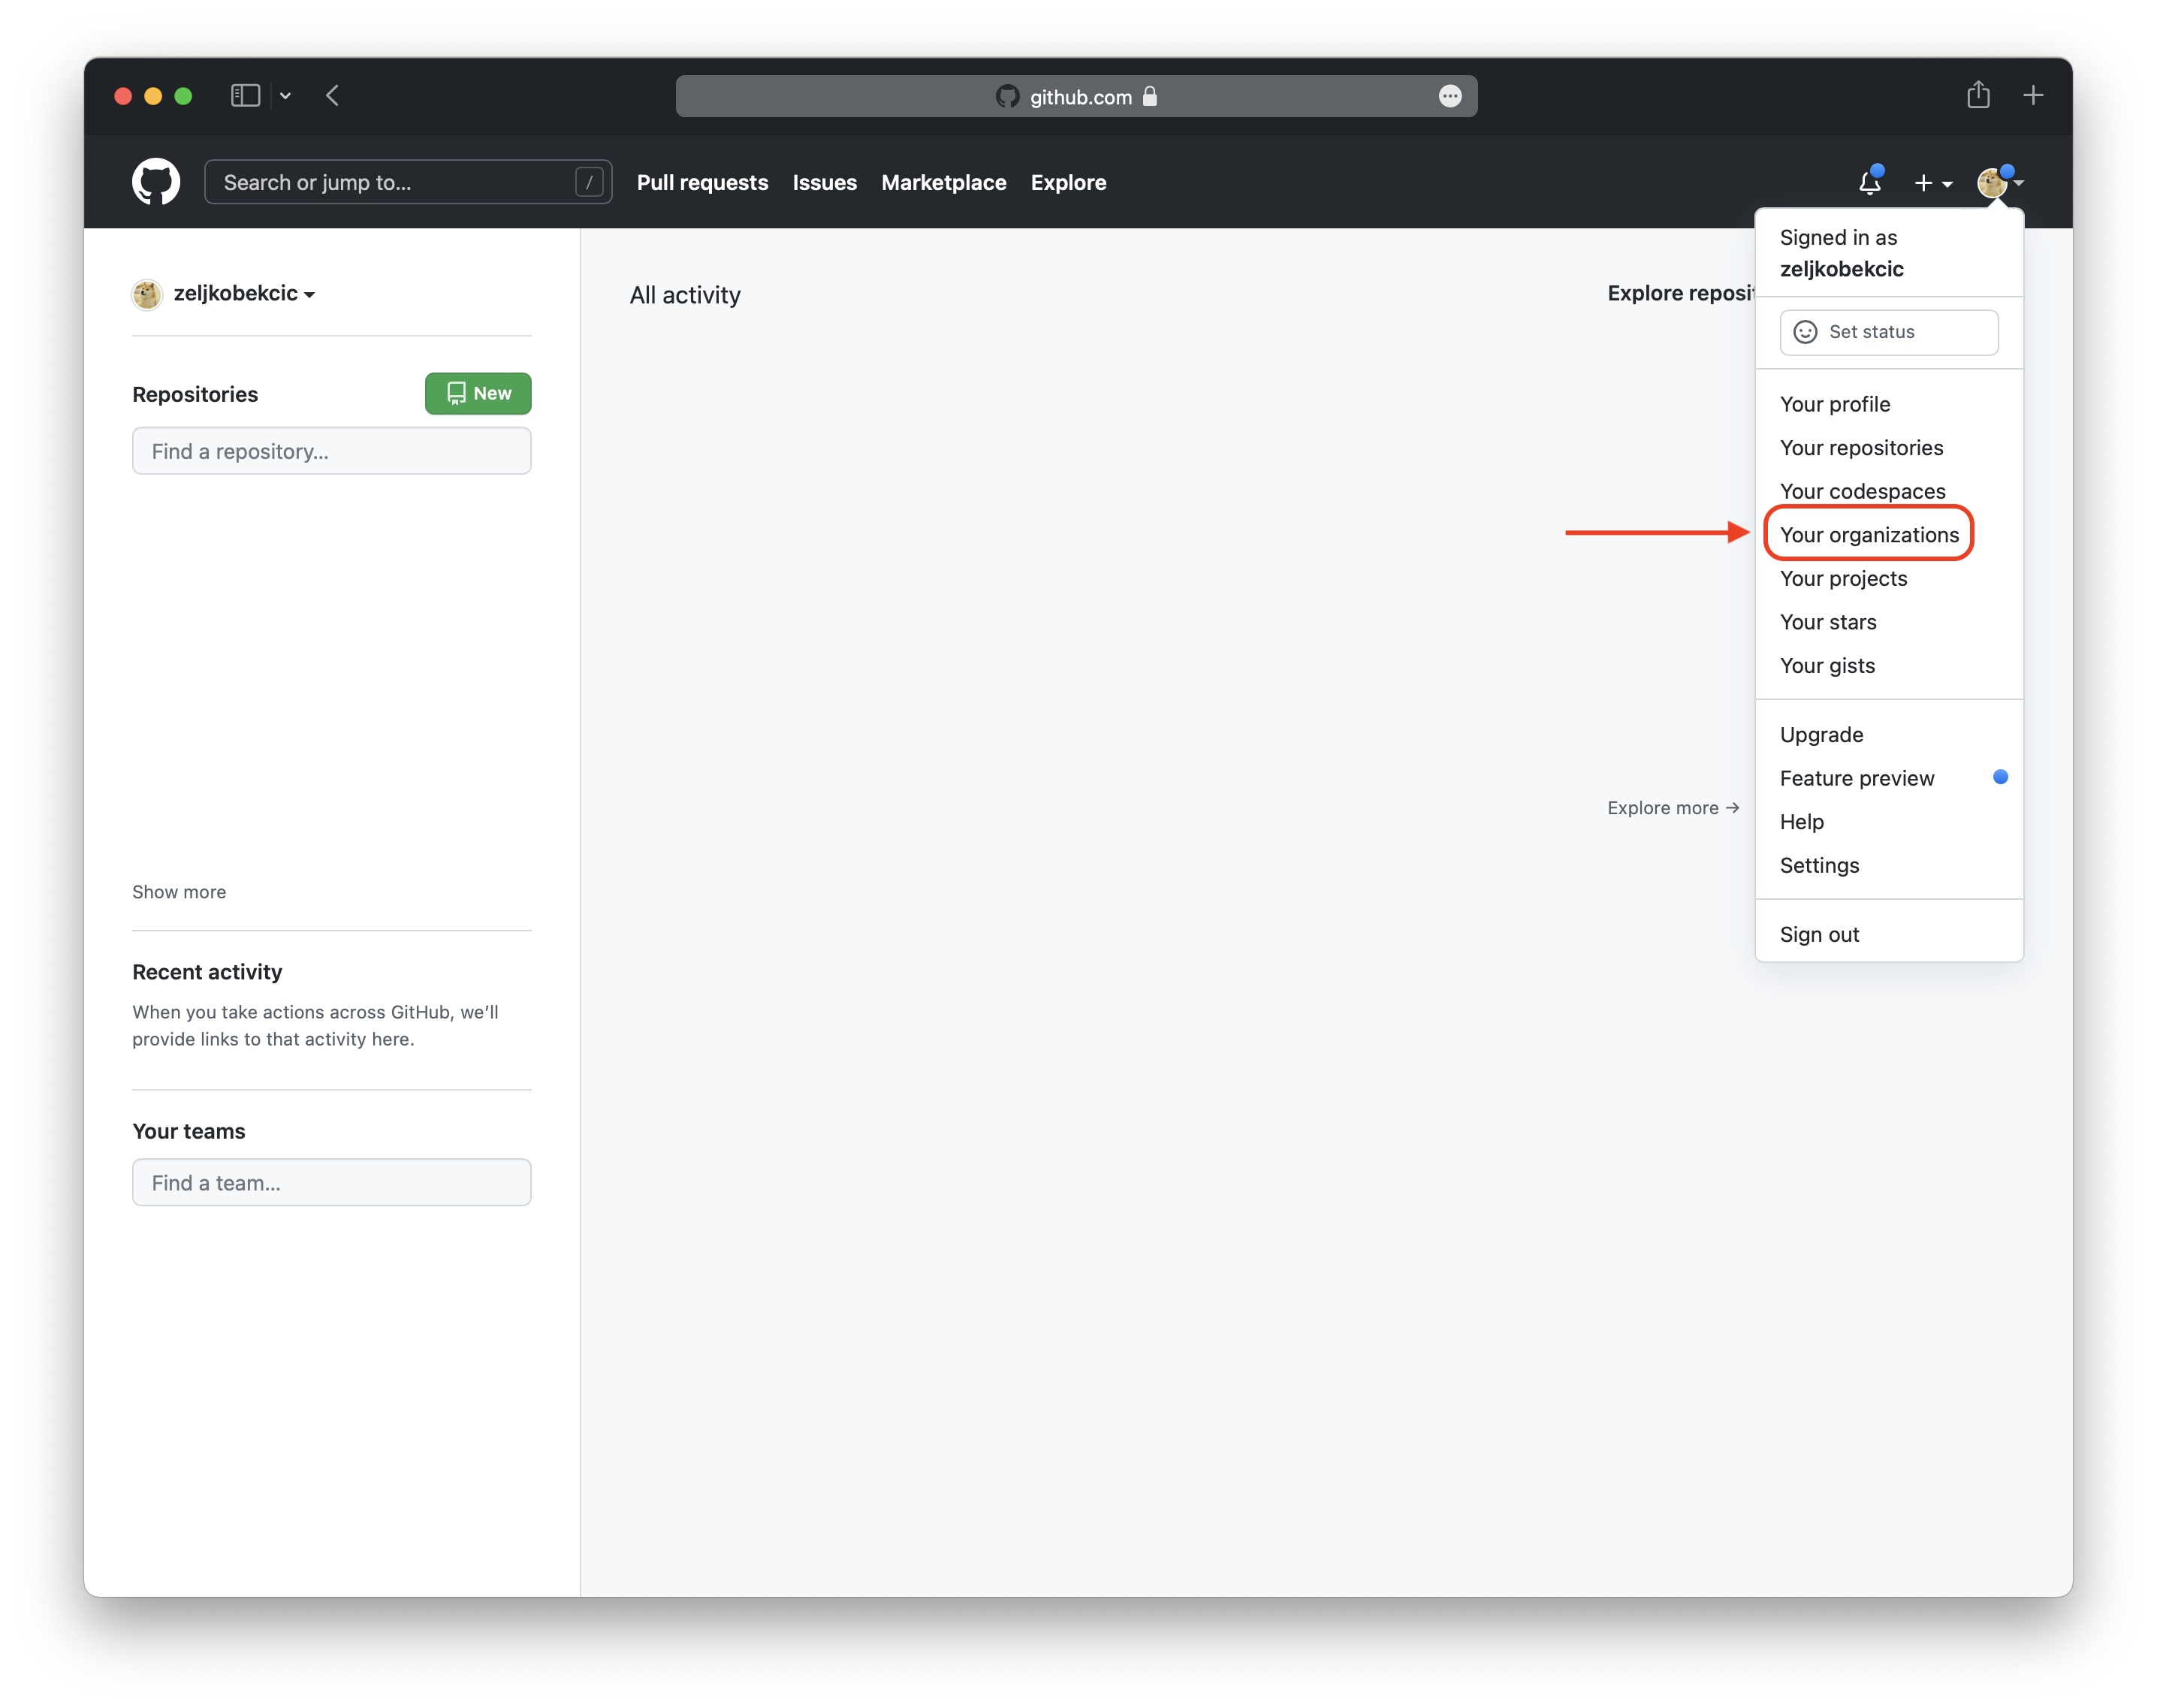 github.com
Search or jump to... /
Pull requests Issues Marketplace Explore
zeljkobekcic
Repositories
New
Find a repository...
Show more
Recent activity
When you take actions across GitHub, we’ll
provide links to that activity here.
Your teams
Find a team...
All activity
Explore reposit
Explore more →
Signed in as
zeljkobekcic
Set status
Your profile
Your repositories
Your codespaces
Your organizations
Your projects
Your stars
Your gists
Upgrade
Feature preview
Help
Settings
Sign out